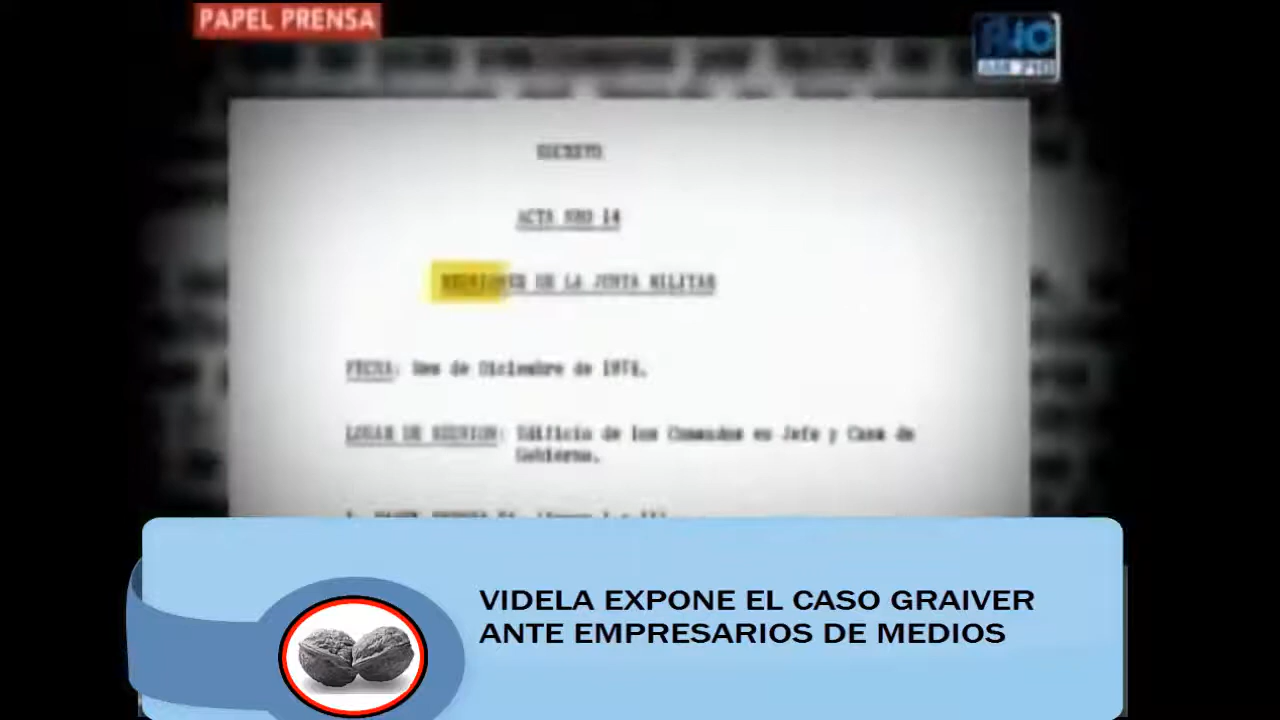 PAPEL PRENSA
SECRETO
ACTA NRO 14
REUNIONES DE LA JUNTA MILITAR
FECHA: Mes de Diciembre de 1976.
LUGAR DE REUNION: Edificio de los Comandos en Jefe y Casa de
Gobierno.
VIDELA EXPONE EL CASO GRAIVER
ANTE EMPRESARIOS DE MEDIOS